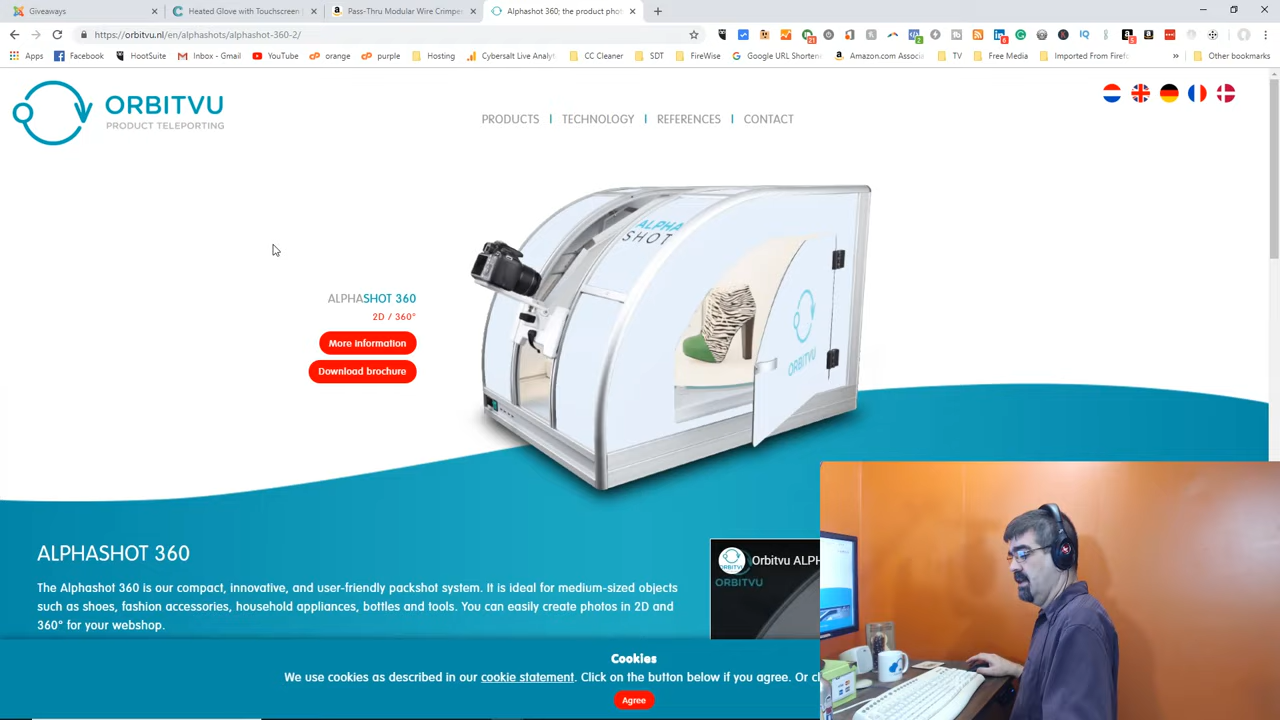 Giveaways
Heated Glove with Touchscreen
Pass-Thru Modular Wire Crimpe
Alphashot 360; the product phot
https://orbitvu.nl/en/alphashots/alphashot-360-2/
Apps
Facebook
HootSuite
Inbox - Gmail
YouTube
orange
purple
Hosting
Cybersalt Live Analyt
CC Cleaner
SDT
FireWise
Google URL Shorten
Amazon.com Associa
TV
Free Media
Imported From Firefo
Other bookmarks
ORBITVU
PRODUCT TELEPORTING
PRODUCTS
TECHNOLOGY
REFERENCES
CONTACT
ALPHA
SHOT
ORBITVU
ALPHASHOT 360
2D / 360°
More information
Download brochure
ALPHASHOT 360
The Alphashot 360 is our compact, innovative, and user-friendly packshot system. It is ideal for medium-sized objects
such as shoes, fashion accessories, household appliances, bottles and tools. You can easily create photos in 2D and
360° for your webshop.
Orbitvu ALPH
ORBITVU
Cookies
We use cookies as described in our cookie statement. Click on the button below if you agree. Or cl
Agree